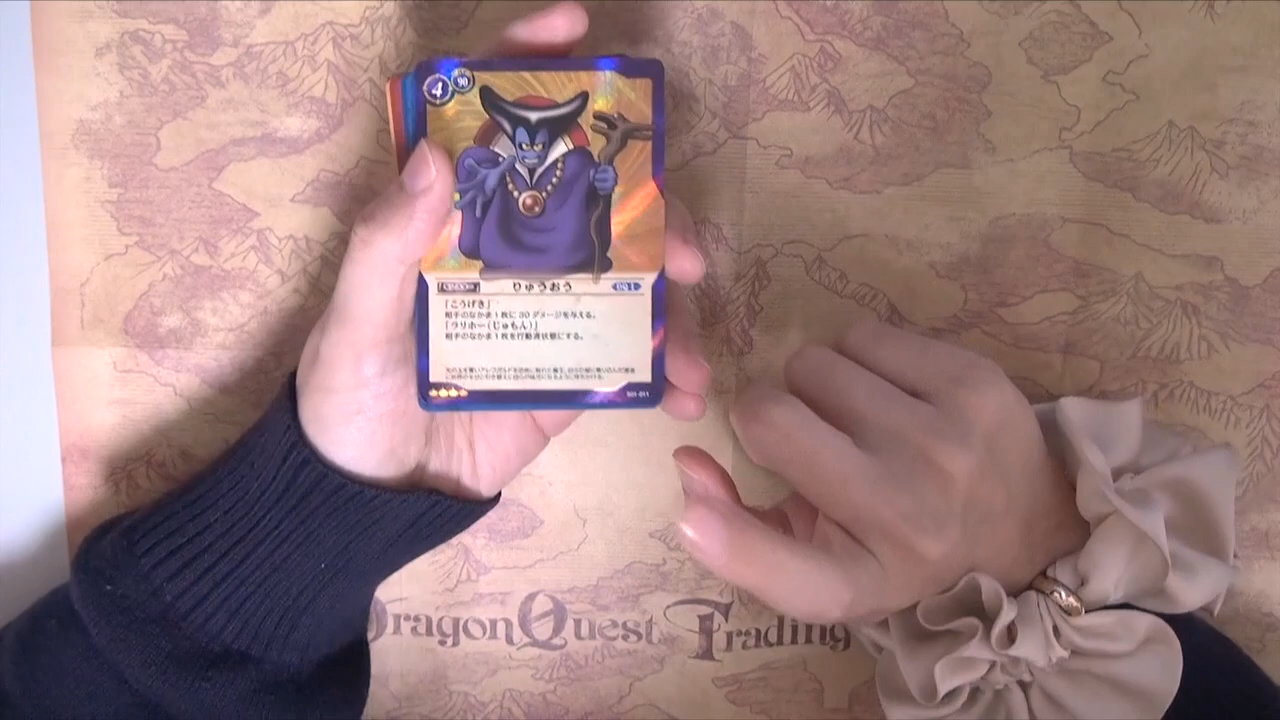 4
90
りゅうおう
DQ I
「こうげき」
相手のなかま1枚に30ダメージを与える。
「ラリホー(じゅもん)」
相手のなかま1枚を行動済状態にする。
S01-011
DragonQuest Trading